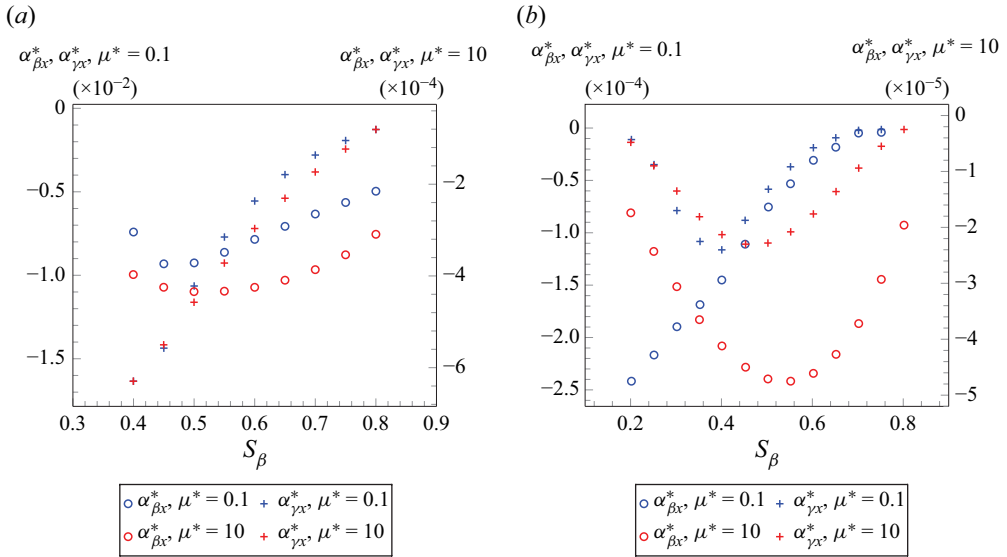 (a)
α*βx, α*γx, μ* = 0.1
(×10−2)
α*βx, α*γx, μ* = 10
(×10−4)
0
−0.5
−1.0
−1.5
−2
−4
−6
0.3 0.4 0.5 0.6 0.7 0.8 0.9
Sβ
α*βx, μ* = 0.1 α*γx, μ* = 0.1
α*βx, μ* = 10 α*γx, μ* = 10
(b)
α*βx, α*γx, μ* = 0.1
(×10−4)
α*βx, α*γx, μ* = 10
(×10−5)
0
−0.5
−1.0
−1.5
−2.0
−2.5
0
−1
−2
−3
−4
−5
0.2 0.4 0.6 0.8
Sβ
α*βx, μ* = 0.1 α*γx, μ* = 0.1
α*βx, μ* = 10 α*γx, μ* = 10